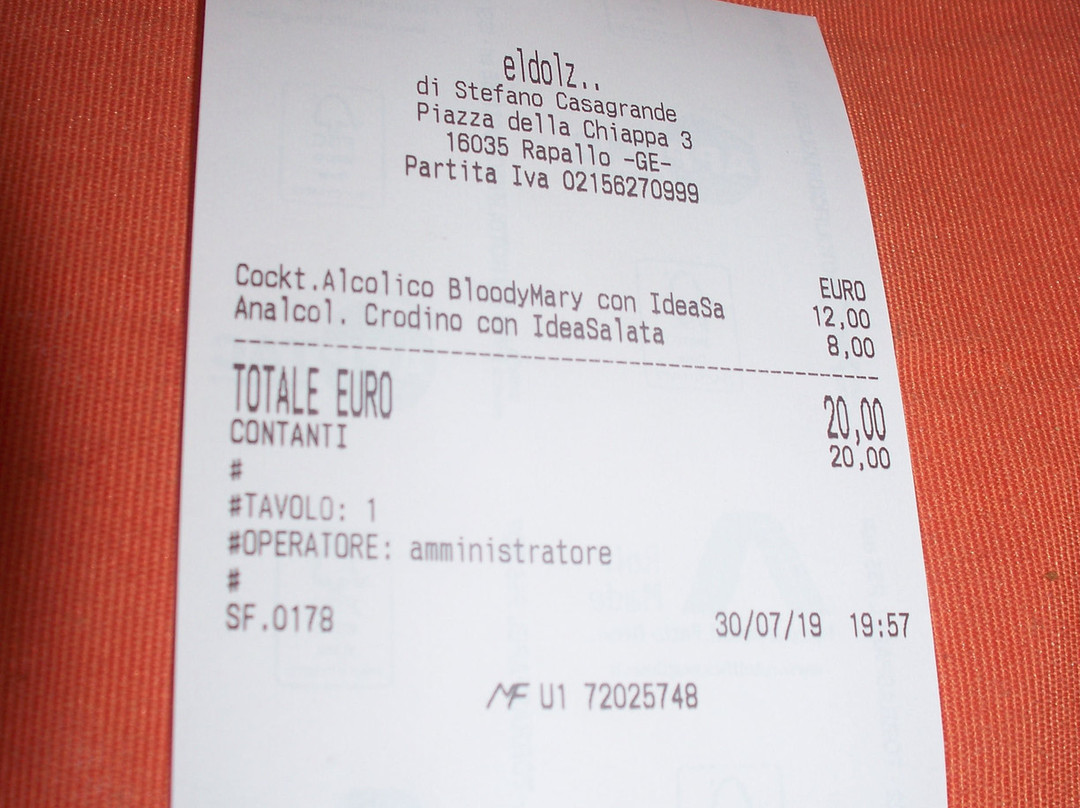 eldolz..
di Stefano Casagrande
Piazza della Chiappa 3
16035 Rapallo -GE-
Partita Iva 02156270999
EURO
Cockt.Alcolico BloodyMary con IdeaSa 12,00
Analcol. Crodino con IdeaSalata 8,00
TOTALE EURO 20,00
CONTANTI 20,00
#
#TAVOLO: 1
#OPERATORE: amministratore
#
SF.0178 30/07/19 19:57
MF U1 72025748